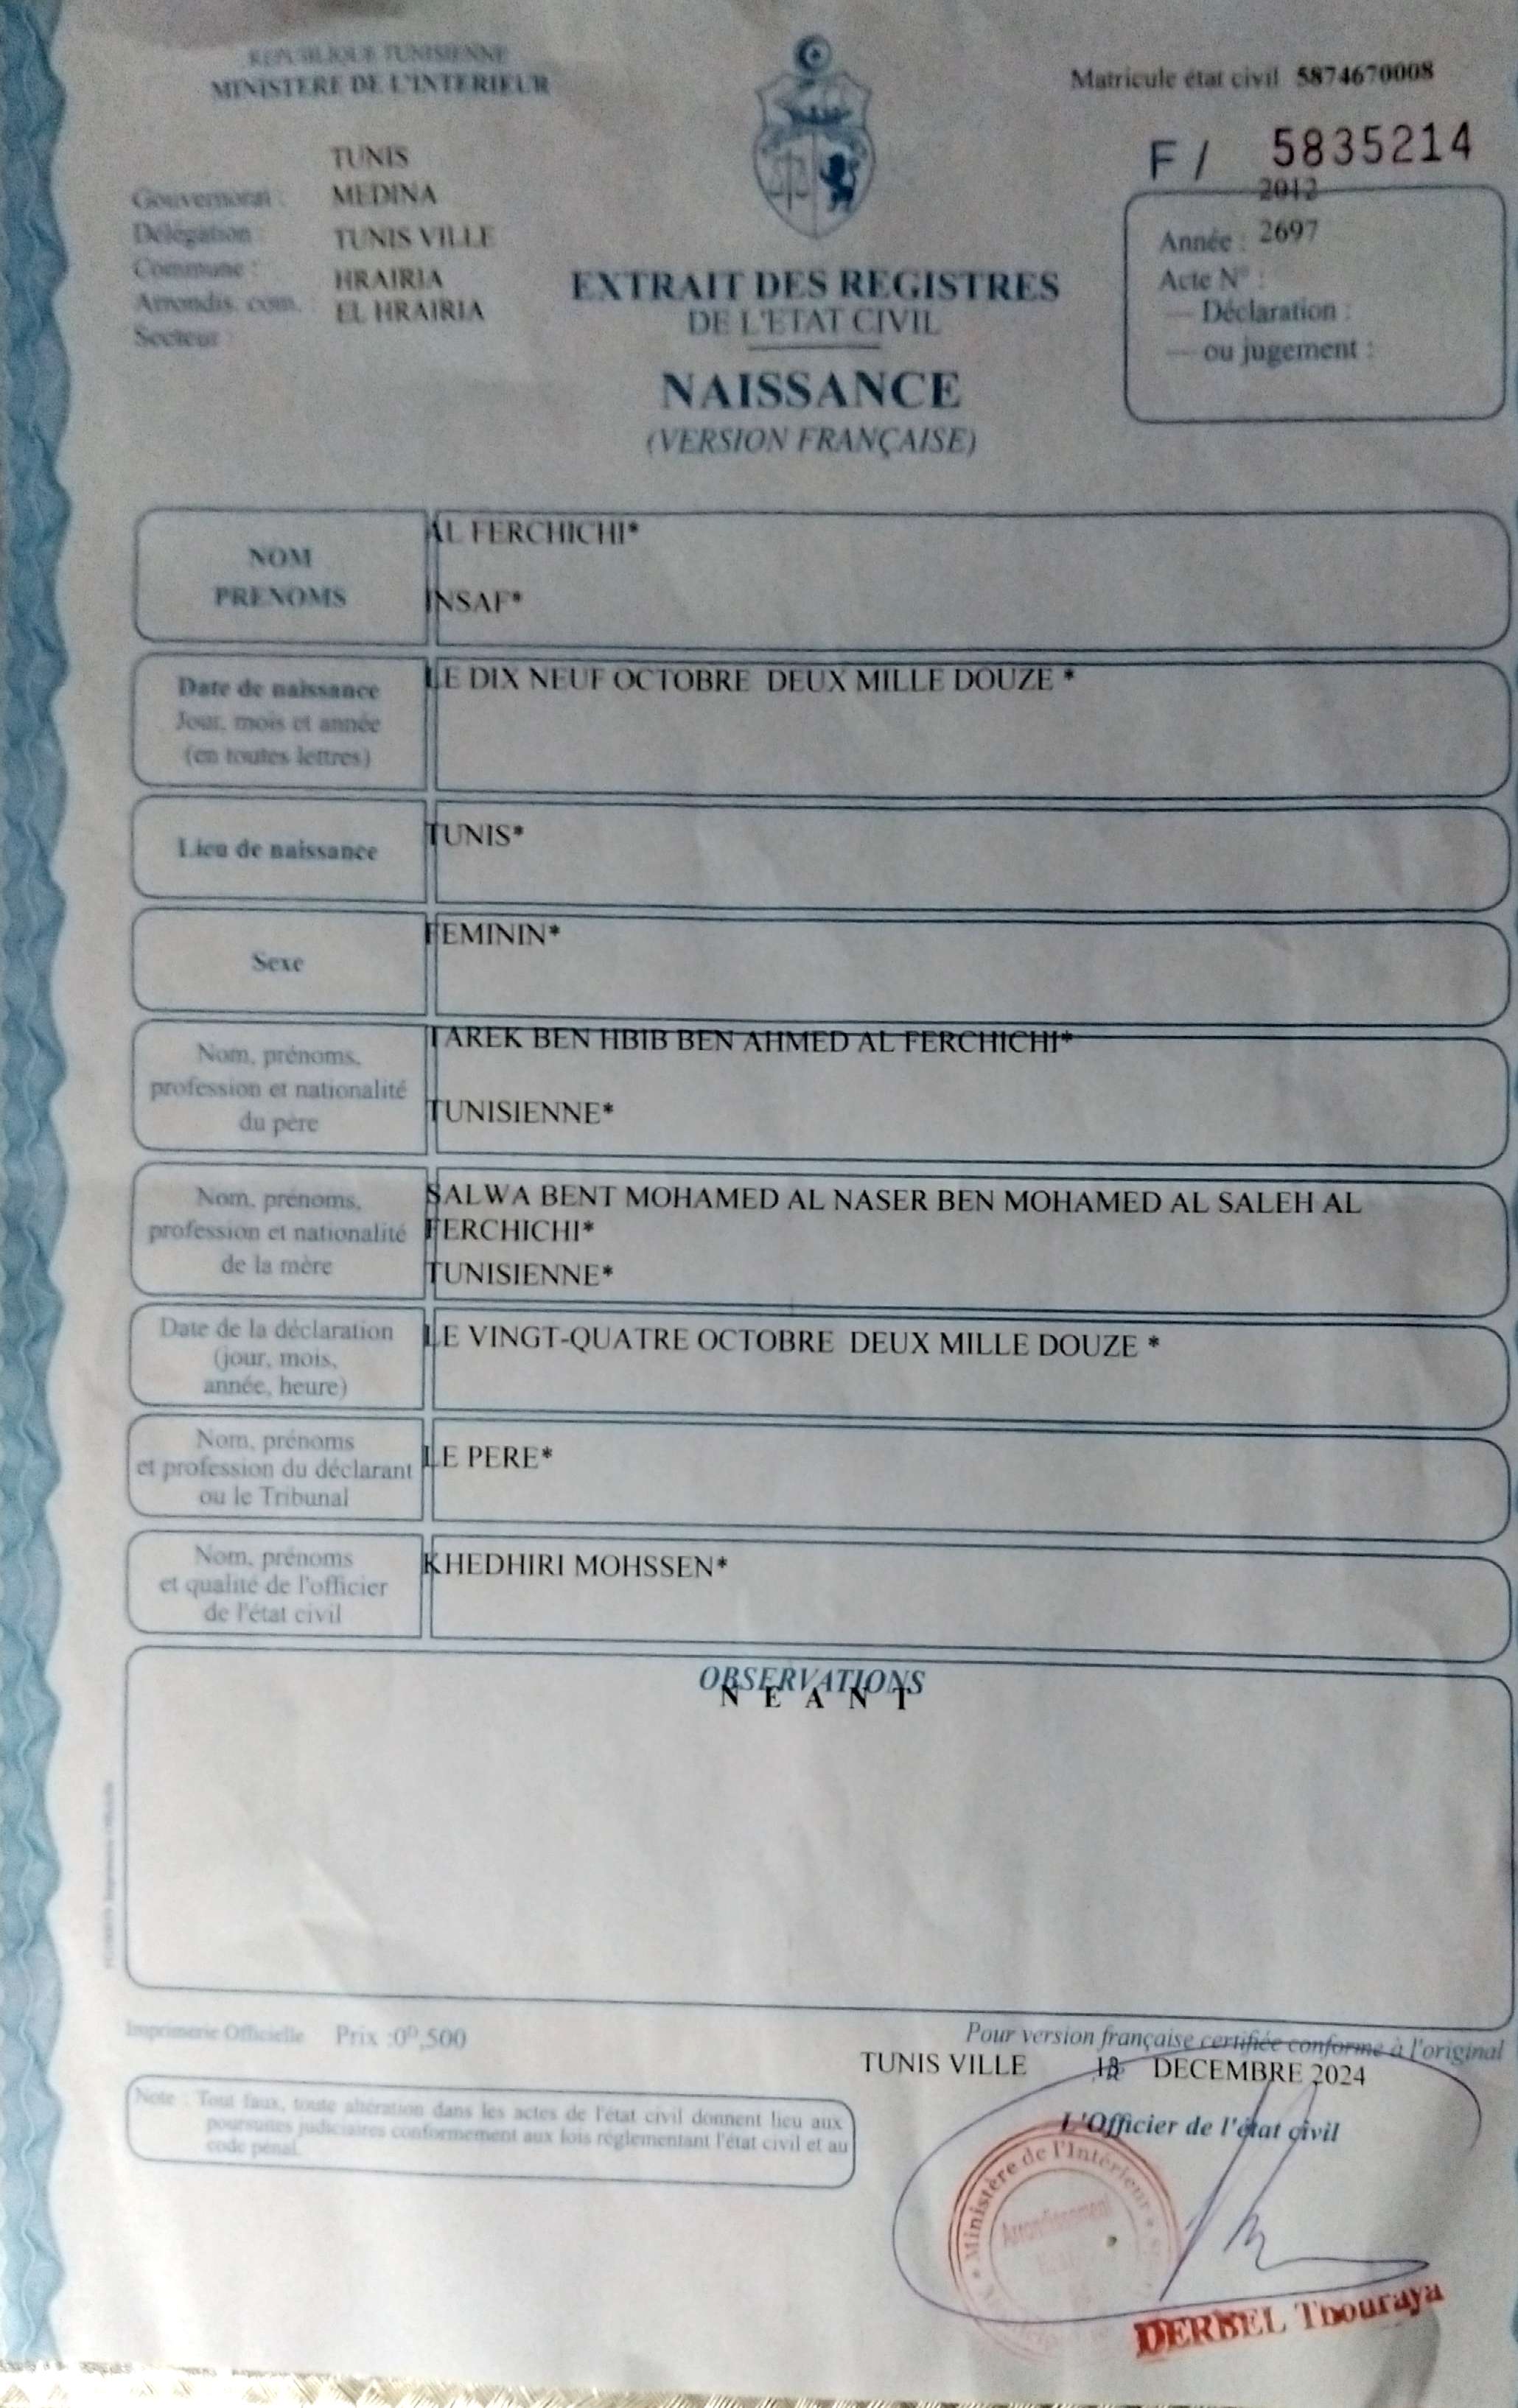 REPUBLIQUE TUNISIENNE
MINISTERE DE L'INTERIEUR
Matricule état civil 5874670008
F / 5835214
TUNIS
Gouvernorat : MEDINA
Délégation : TUNIS VILLE
Commune : HRAIRIA
Arrondis. com. : EL HRAIRIA
Secteur :
2012
Année : 2697
Acte N° :
— Déclaration :
— ou jugement :
EXTRAIT DES REGISTRES
DE L'ETAT CIVIL
NAISSANCE
(VERSION FRANÇAISE)
NOM
PRENOMS
AL FERCHICHI*
INSAF*
Date de naissance
Jour, mois et année
(en toutes lettres)
LE DIX NEUF OCTOBRE DEUX MILLE DOUZE *
Lieu de naissance
TUNIS*
Sexe
FEMININ*
Nom, prénoms,
profession et nationalité
du père
TAREK BEN HBIB BEN AHMED AL FERCHICHI*
TUNISIENNE*
Nom, prénoms,
profession et nationalité
de la mère
SALWA BENT MOHAMED AL NASER BEN MOHAMED AL SALEH AL
FERCHICHI*
TUNISIENNE*
Date de la déclaration
(jour, mois,
année, heure)
LE VINGT-QUATRE OCTOBRE DEUX MILLE DOUZE *
Nom, prénoms
et profession du déclarant
ou le Tribunal
LE PERE*
Nom, prénoms
et qualité de l'officier
de l'état civil
KHEDHIRI MOHSSEN*
OBSERVATIONS
N E A N T
Imprimerie Officielle Prix :0D,500
Pour version française certifiée conforme à l'original
TUNIS VILLE DECEMBRE 2024
Note : Tout faux, toute altération dans les actes de l'état civil donnent lieu aux
poursuites judiciaires conformement aux lois réglementant l'état civil et au
code pénal.
L'Officier de l'état civil
Ministère de l'Intérieur
Arrondissement
DERBEL Thouraya